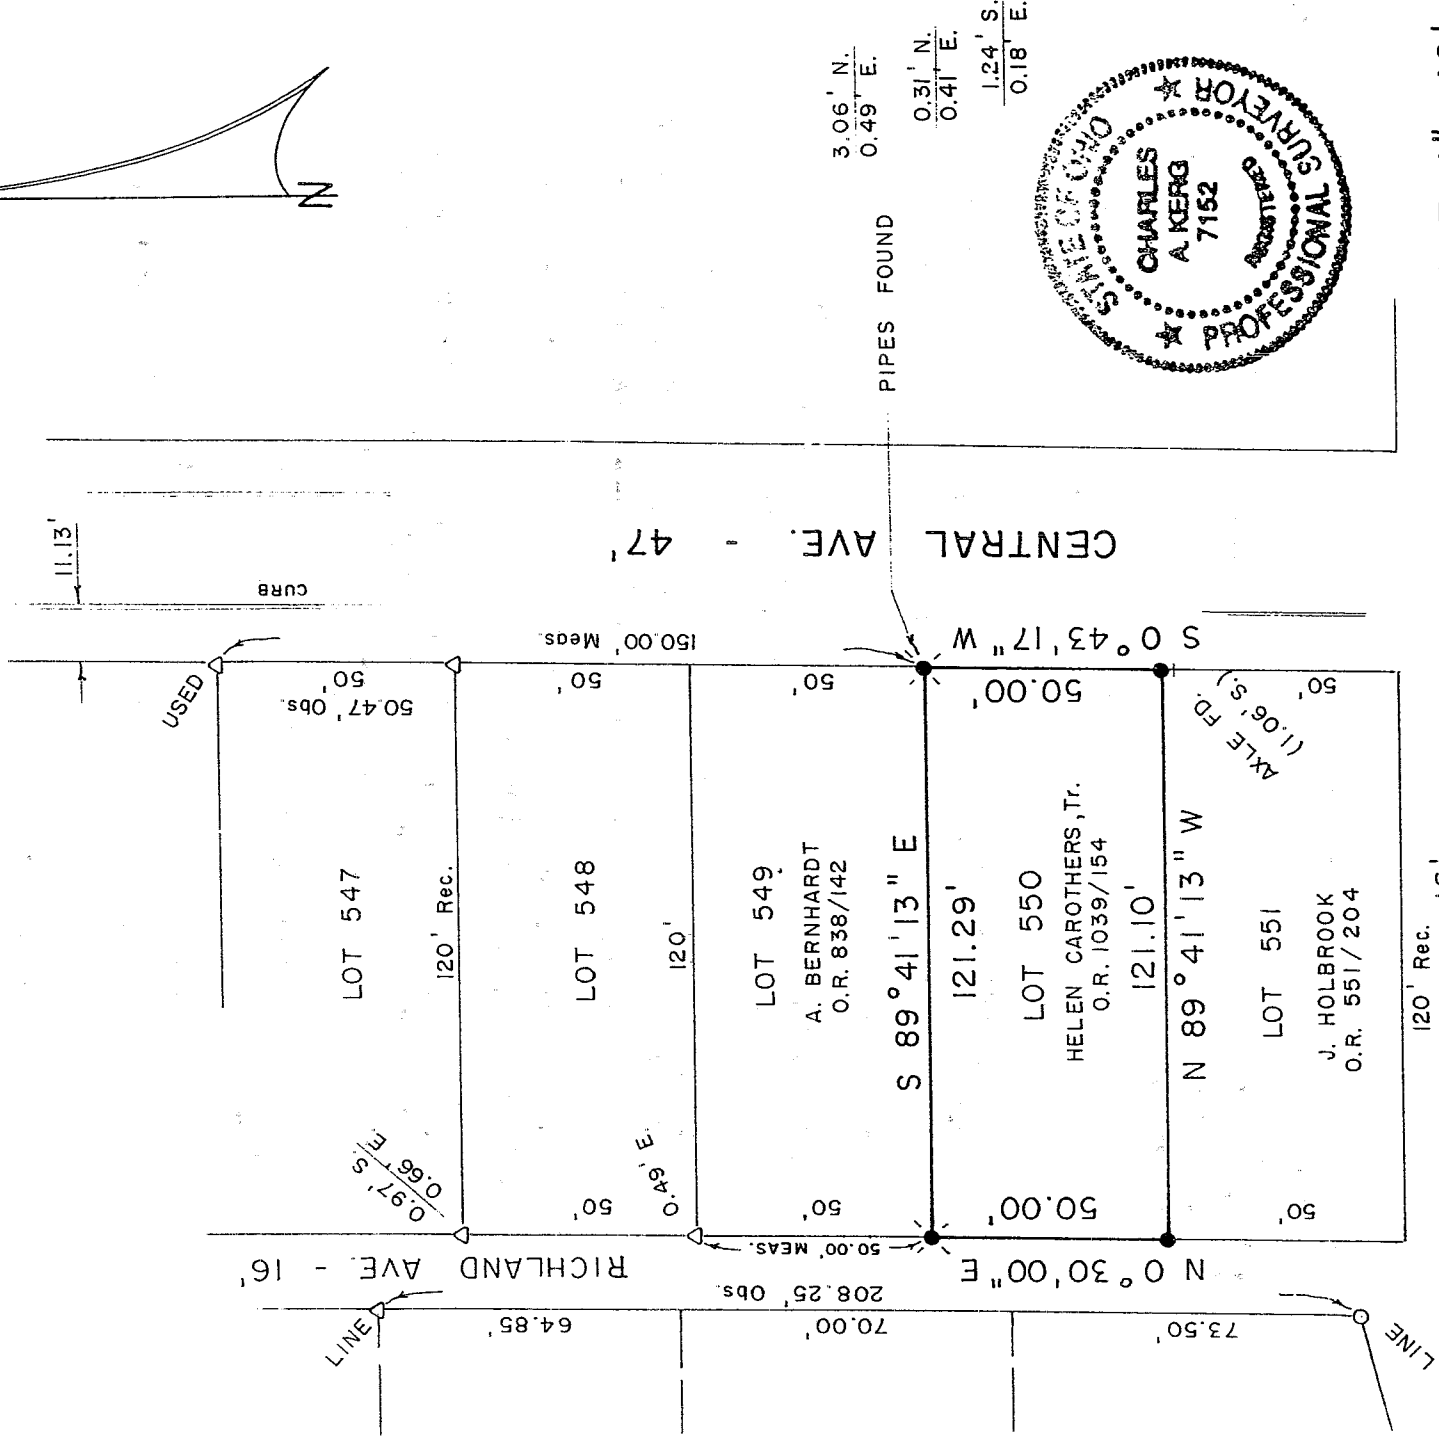 N
3.06' N.
0.49' E.
0.31' N.
0.41' E.
1.24' S.
0.18' E.
PIPES FOUND
STATE OF OHIO
CHARLES
A. KERG
7152
REGISTERED
★ PROFESSIONAL SURVEYOR ★
11.13'
CURB
CENTRAL AVE. - 47'
USED
50'
50.47' Obs.
150.00' Meas.
50'
50'
S 0° 43' 17" W
50.00'
AXLE FD.
(1.06' S.)
50'
LOT 547
120' Rec.
LOT 548
120'
LOT 549
A. BERNHARDT
O.R. 838/142
S 89° 41' 13" E
121.29'
LOT 550
HELEN CAROTHERS, Tr.
O.R. 1039/154
121.10'
N 89° 41' 13" W
LOT 551
J. HOLBROOK
O.R. 551/204
120' Rec.
0.97' S.
0.66' E
50'
0.49' E.
50'
50.00' MEAS.
50.00'
50'
N 0° 30' 00" E
RICHLAND AVE. - 16'
208.25' Obs.
LINE
64.85'
70.00'
73.50'
LINE